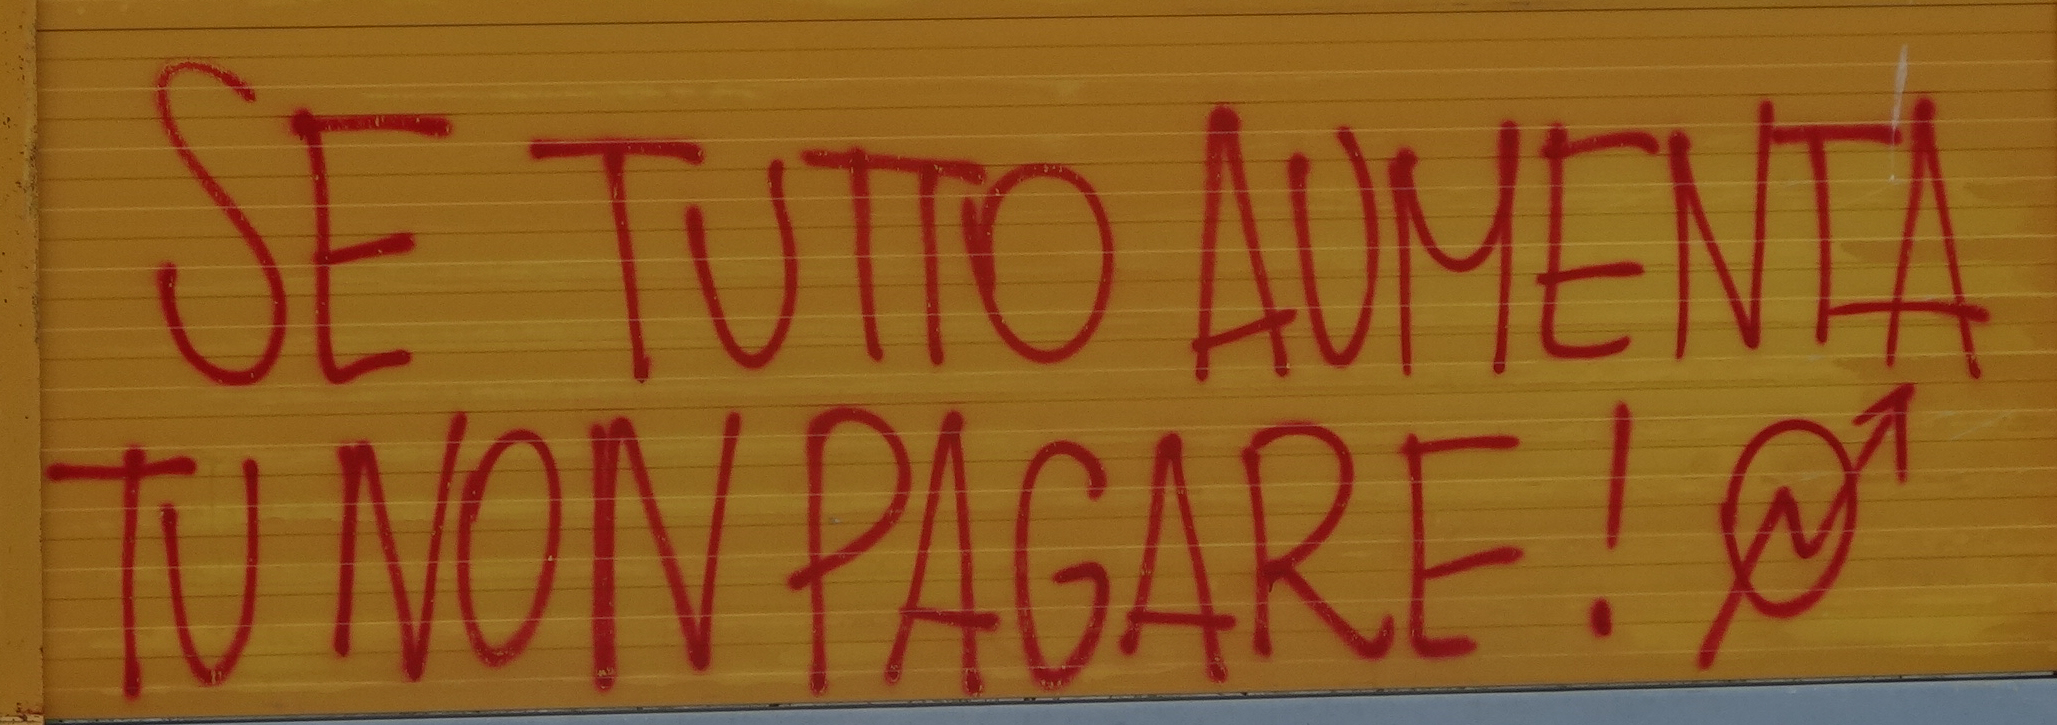 SE TUTTO AUMENTA
TU NON PAGARE!